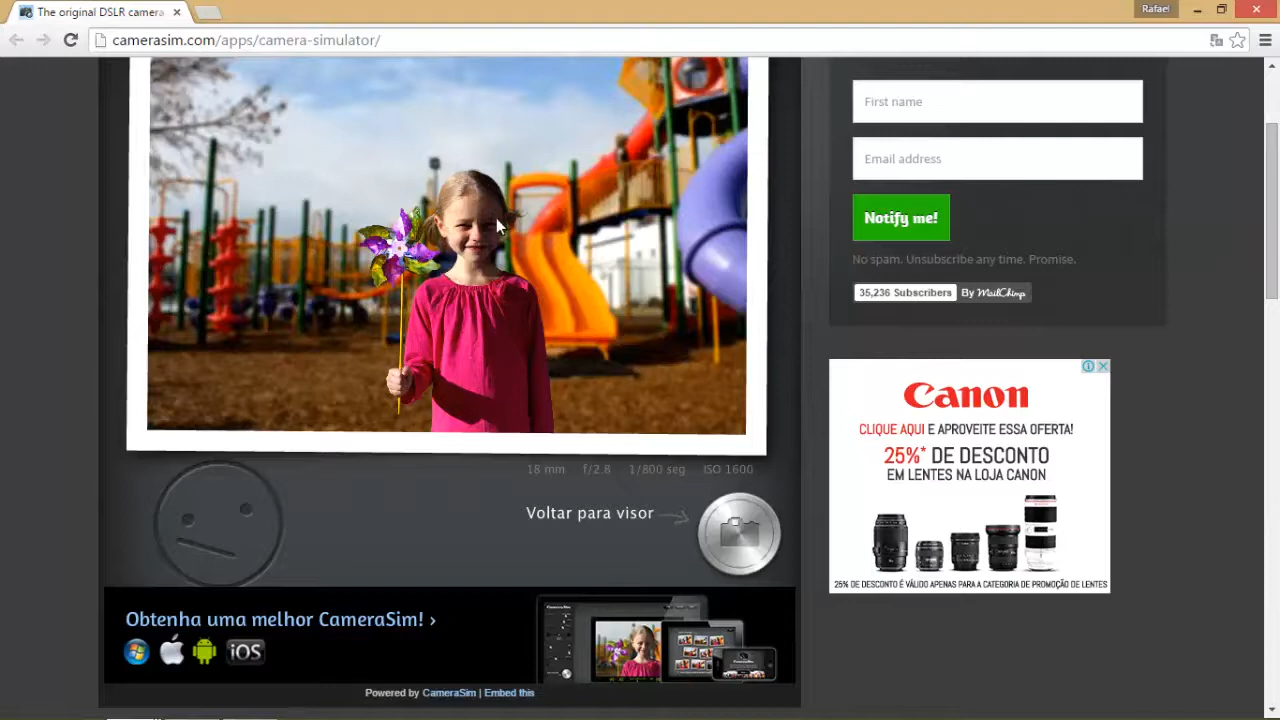 The original DSLR camera
Rafael
camerasim.com/apps/camera-simulator/
First name
Email address
Notify me!
No spam. Unsubscribe any time. Promise.
35,236 Subscribers By MailChimp
Canon
CLIQUE AQUI E APROVEITE ESSA OFERTA!
25%* DE DESCONTO
EM LENTES NA LOJA CANON
25% DE DESCONTO É VÁLIDO APENAS PARA A CATEGORIA DE PROMOÇÃO DE LENTES
18 mm f/2.8 1/800 seg ISO 1600
Voltar para visor
Obtenha uma melhor CameraSim! ›
iOS
Powered by CameraSim | Embed this